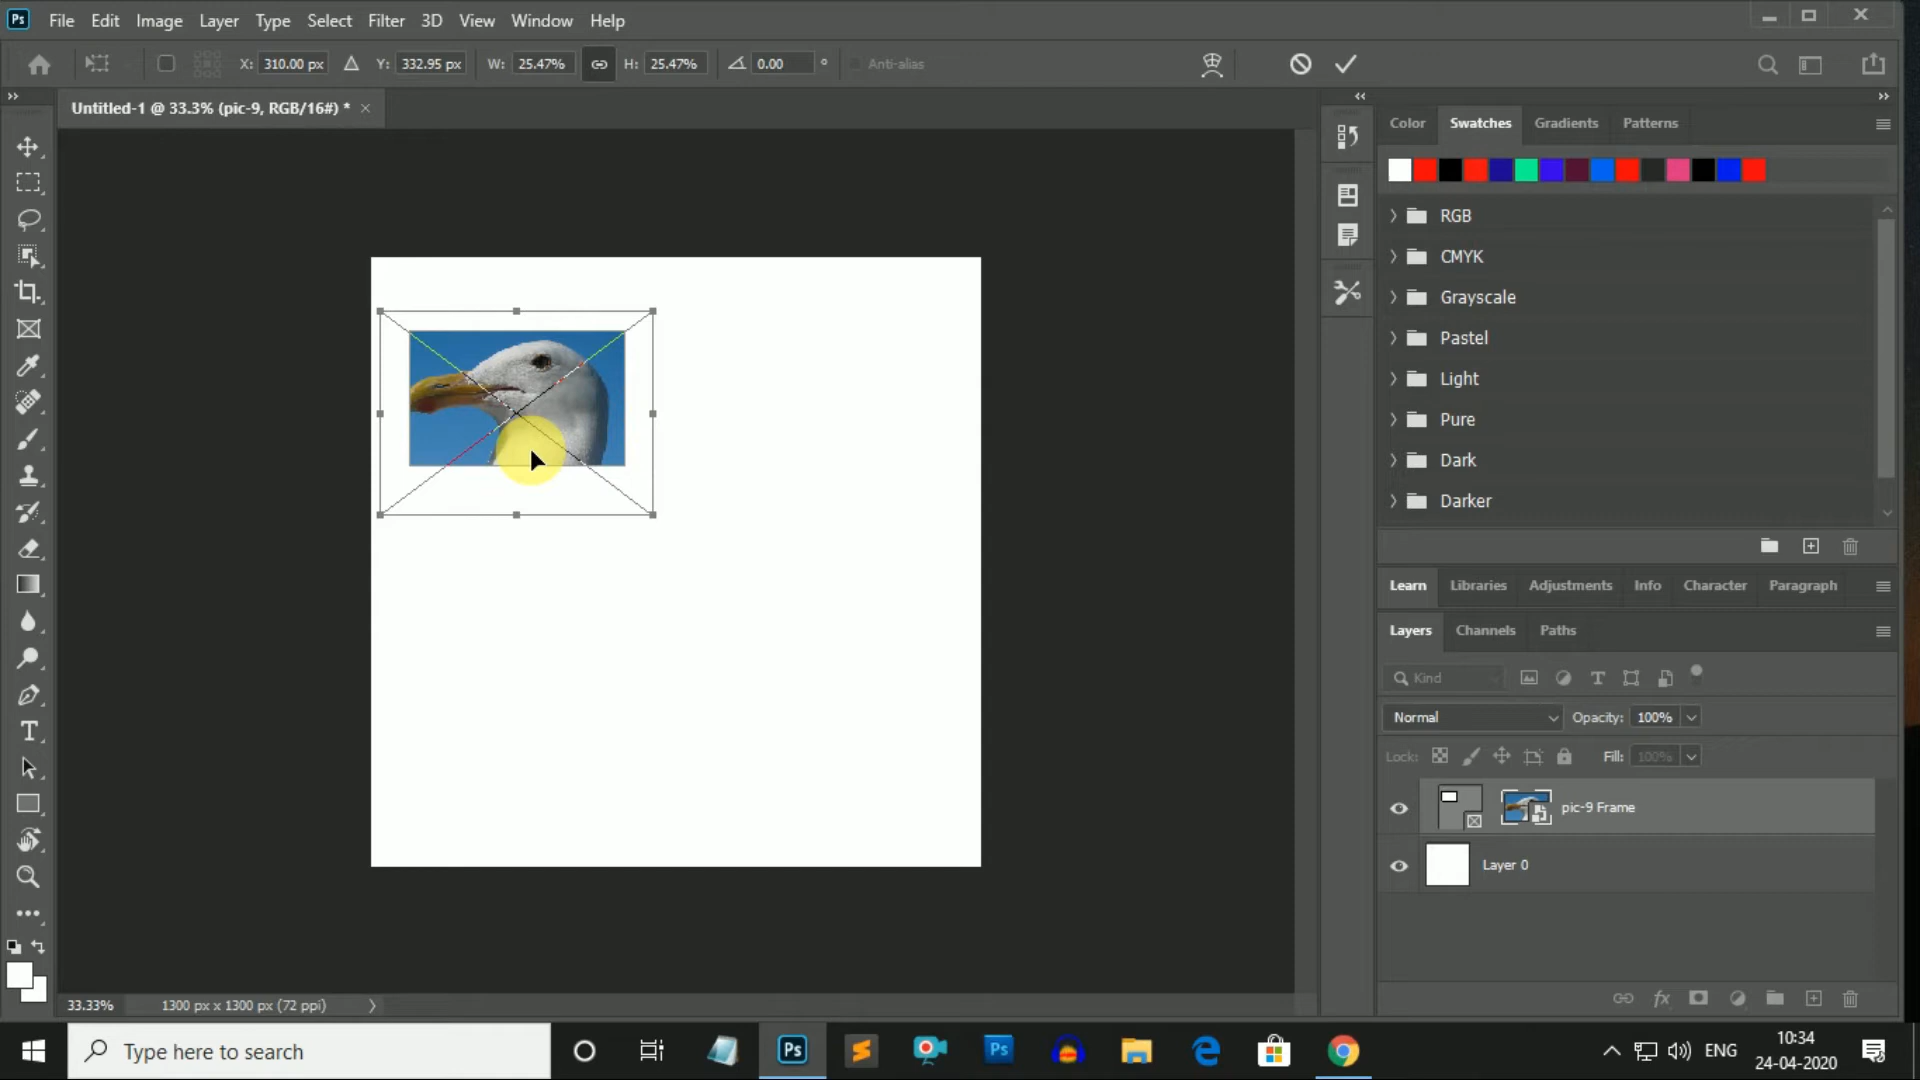 Ps File Edit Image Layer Type Select Filter 3D View Window Help
X: 310.00 px Y: 332.95 px W: 25.47% H: 25.47% 0.00 ° Anti-alias
Untitled-1 @ 33.3% (pic-9, RGB/16#) * ×
Color Swatches Gradients Patterns
RGB
CMYK
Grayscale
Pastel
Light
Pure
Dark
Darker
Learn Libraries Adjustments Info Character Paragraph
Layers Channels Paths
Kind
Normal Opacity: 100%
Lock: Fill: 100%
pic-9 Frame
Layer 0
33.33% 1300 px x 1300 px (72 ppi)
Type here to search Ps Ps ENG 10:34
24-04-2020